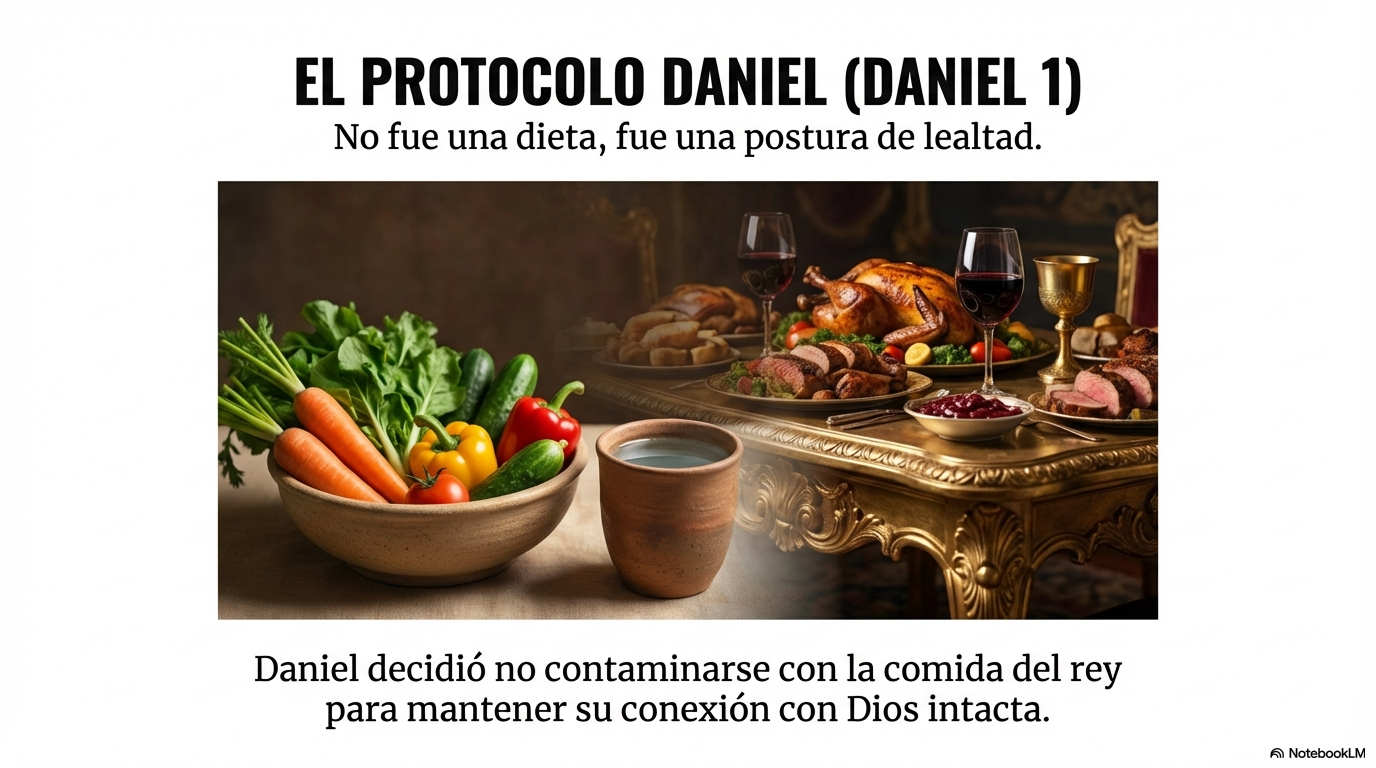 EL PROTOCOLO DANIEL (DANIEL 1)
No fue una dieta, fue una postura de lealtad.
Daniel decidió no contaminarse con la comida del rey
para mantener su conexión con Dios intacta.
NotebookLM